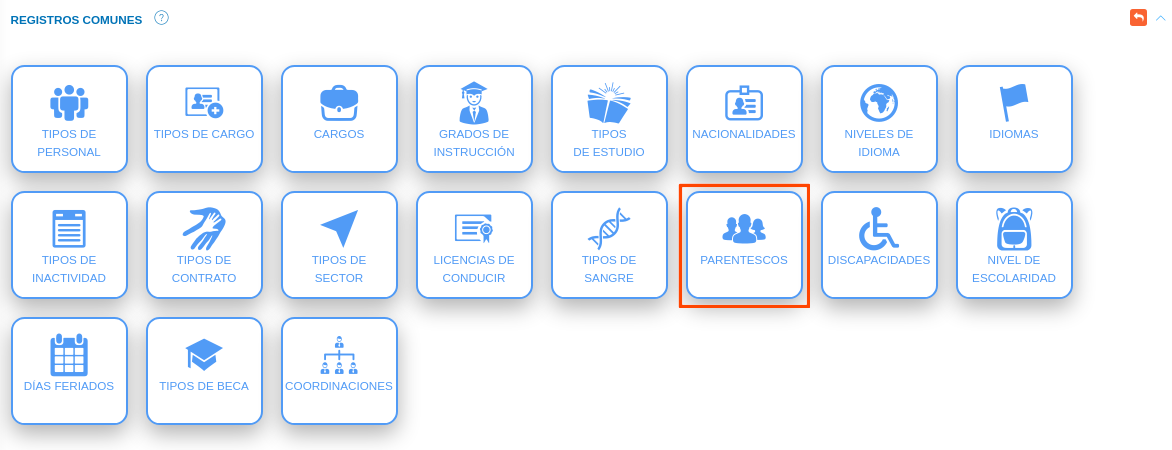 REGISTROS COMUNES ?
TIPOS DE
PERSONAL
TIPOS DE CARGO
CARGOS
GRADOS DE
INSTRUCCIÓN
TIPOS
DE ESTUDIO
NACIONALIDADES
NIVELES DE
IDIOMA
IDIOMAS
TIPOS DE
INACTIVIDAD
TIPOS DE
CONTRATO
TIPOS DE
SECTOR
LICENCIAS DE
CONDUCIR
TIPOS DE
SANGRE
PARENTESCOS
DISCAPACIDADES
NIVEL DE
ESCOLARIDAD
DÍAS FERIADOS
TIPOS DE BECA
COORDINACIONES